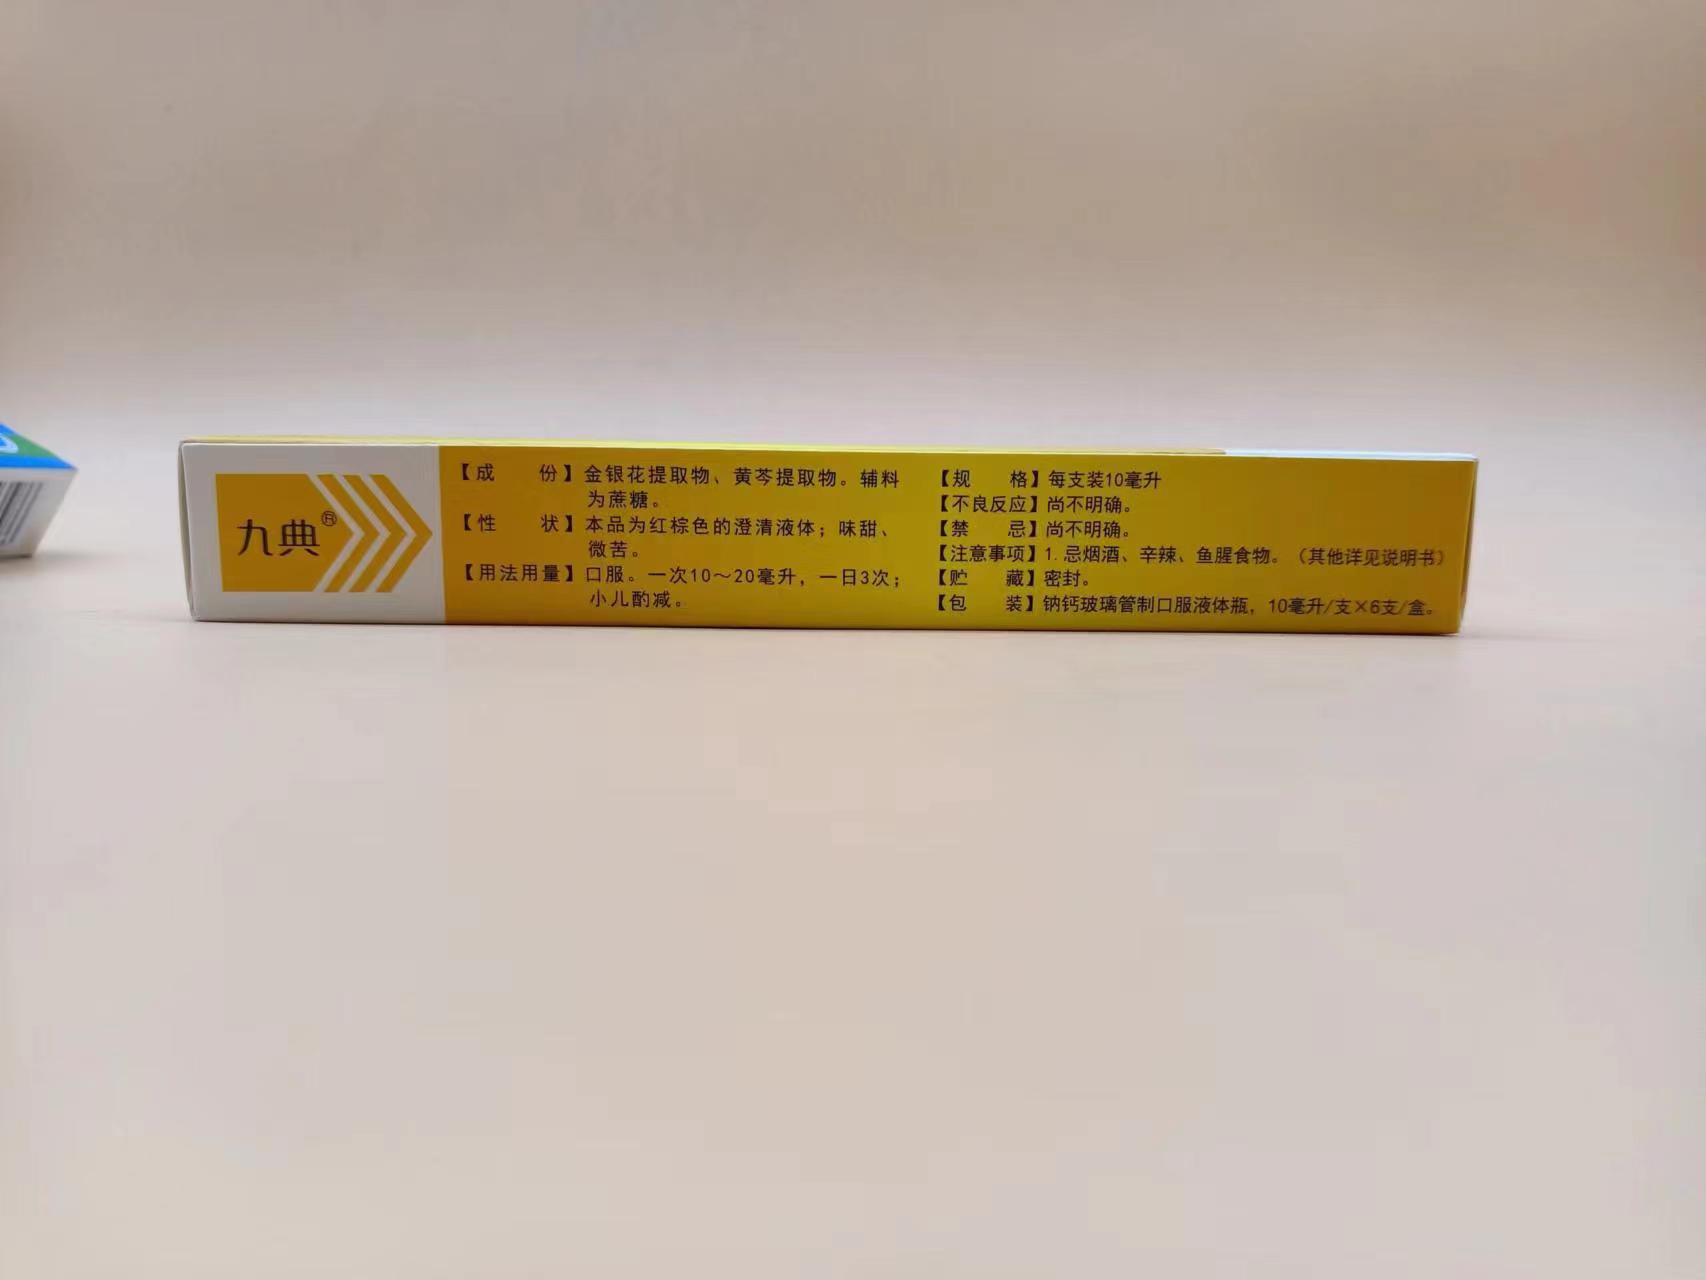 九典®
【成 份】金银花提取物、黄芩提取物。辅料
为蔗糖。
【性 状】本品为红棕色的澄清液体；味甜、
微苦。
【用法用量】口服。一次10～20毫升，一日3次；
小儿酌减。
【规 格】每支装10毫升
【不良反应】尚不明确。
【禁 忌】尚不明确。
【注意事项】1.忌烟酒、辛辣、鱼腥食物。（其他详见说明书）
【贮 藏】密封。
【包 装】钠钙玻璃管制口服液体瓶，10毫升/支×6支/盒。